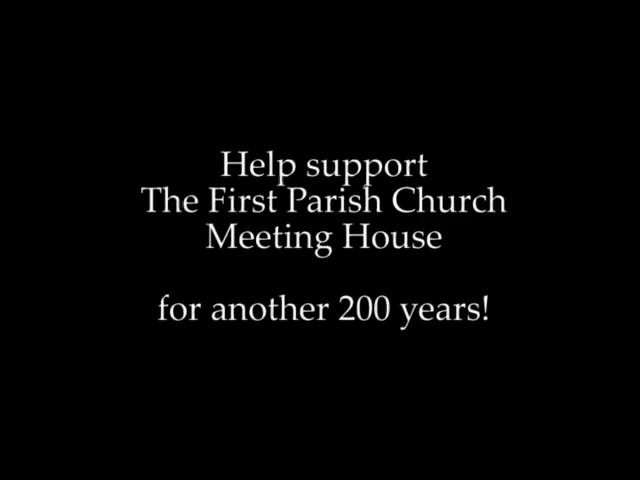 Help support
The First Parish Church
Meeting House
for another 200 years!